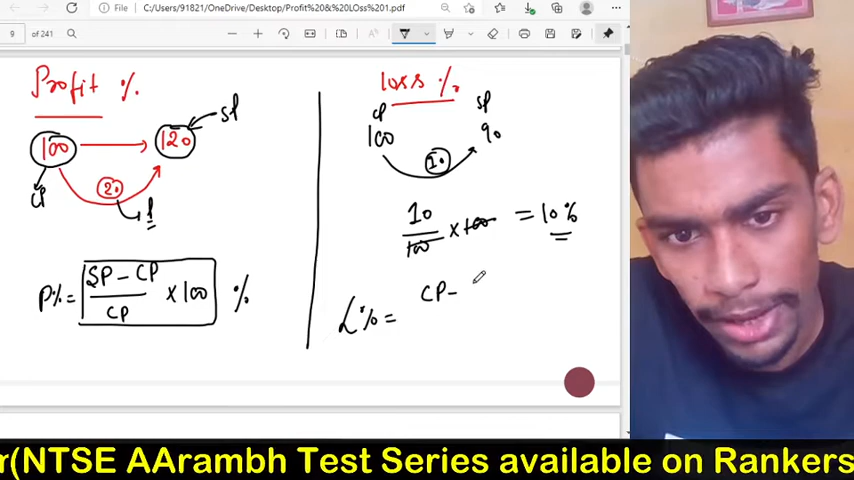 C:/Users/91821/OneDrive/Desktop/Profit%20&%20Loss%201.pdf
9 of 241
Profit %
SP
100
120
20
CP
P
P% = SP - CP / CP × 100 %
loss %
CP
SP
100
90
10
10 / 100 × 100 = 10%
L% = CP -
r(NTSE AArambh Test Series available on Rankers